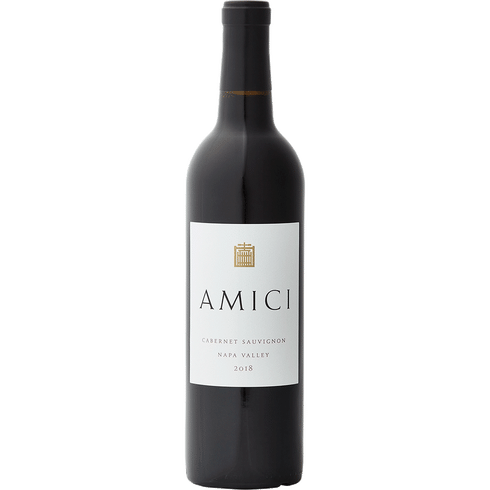 AMICI
CABERNET SAUVIGNON
NAPA VALLEY
2018